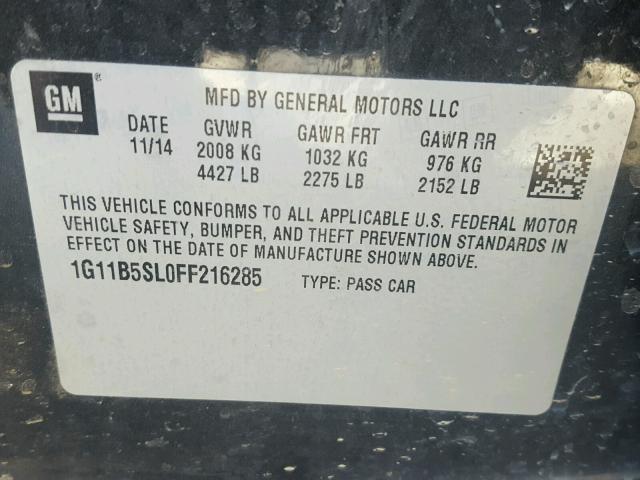 GM®
MFD BY GENERAL MOTORS LLC
DATE GVWR GAWR FRT GAWR RR
11/14 2008 KG 1032 KG 976 KG
4427 LB 2275 LB 2152 LB
THIS VEHICLE CONFORMS TO ALL APPLICABLE U.S. FEDERAL MOTOR
VEHICLE SAFETY, BUMPER, AND THEFT PREVENTION STANDARDS IN
EFFECT ON THE DATE OF MANUFACTURE SHOWN ABOVE.
1G11B5SL0FF216285 TYPE: PASS CAR